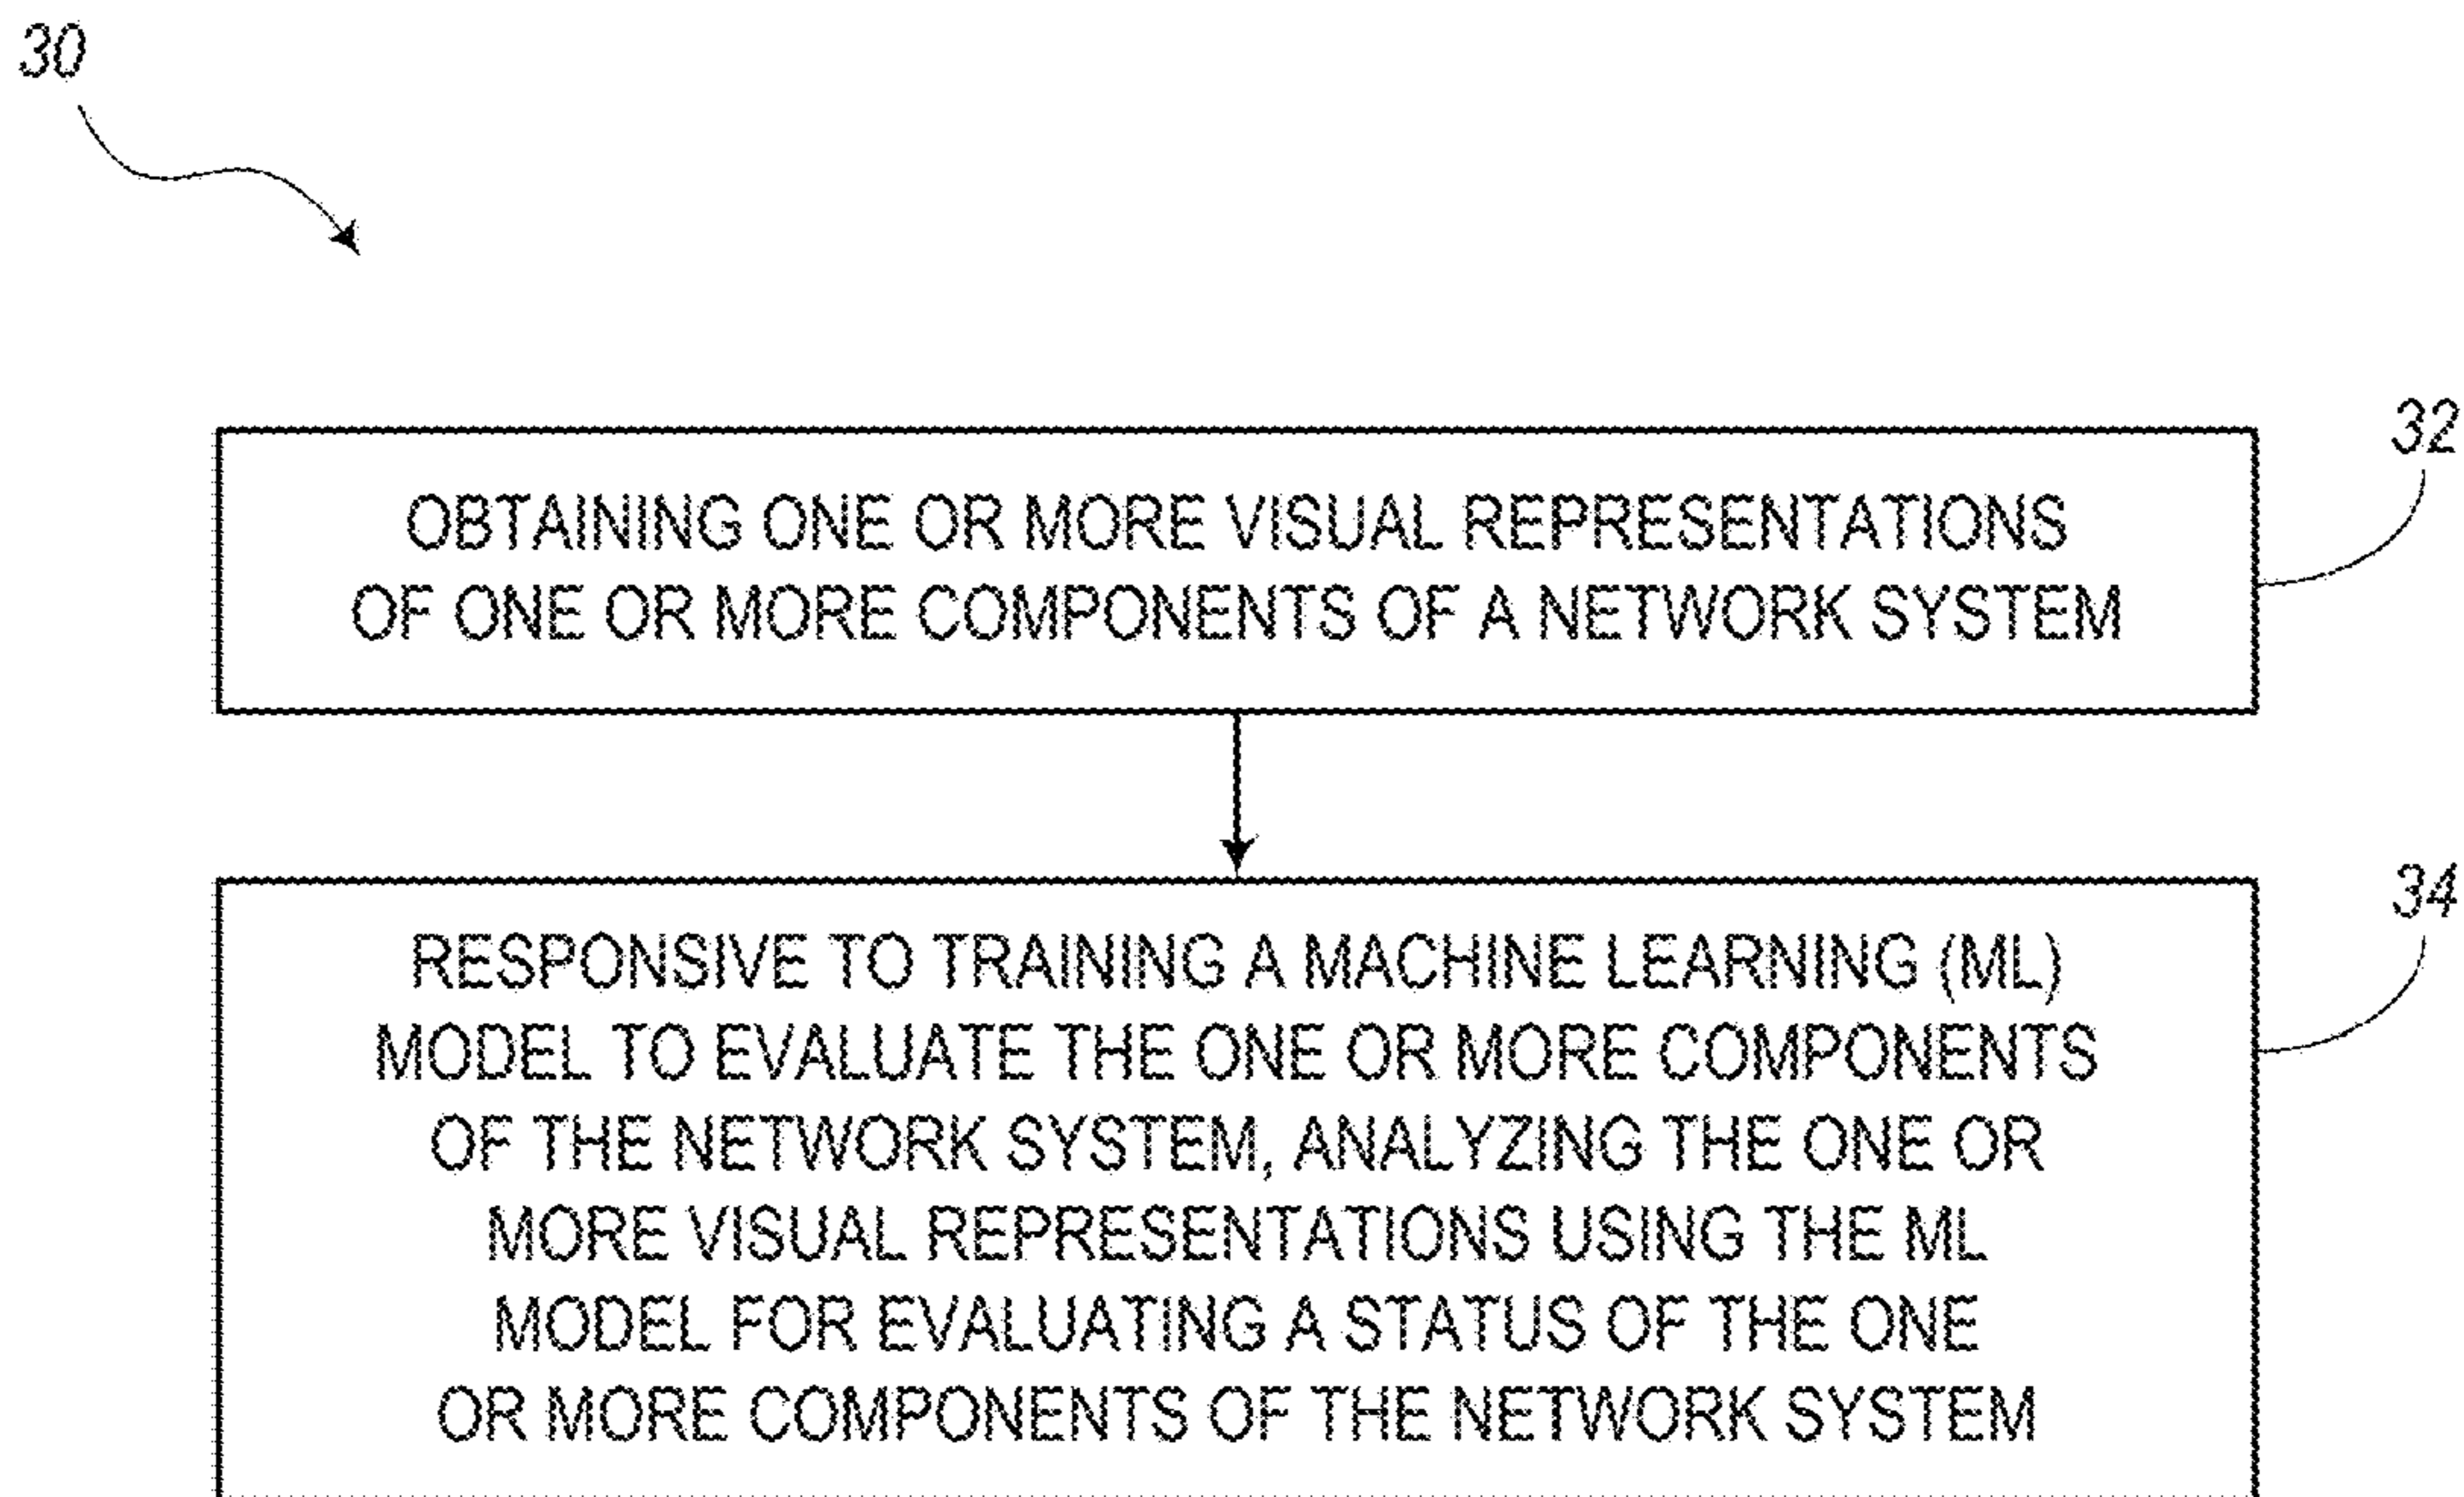 30
32
OBTAINING ONE OR MORE VISUAL REPRESENTATIONS
OF ONE OR MORE COMPONENTS OF A NETWORK SYSTEM
34
RESPONSIVE TO TRAINING A MACHINE LEARNING (ML)
MODEL TO EVALUATE THE ONE OR MORE COMPONENTS
OF THE NETWORK SYSTEM, ANALYZING THE ONE OR
MORE VISUAL REPRESENTATIONS USING THE ML
MODEL FOR EVALUATING A STATUS OF THE ONE
OR MORE COMPONENTS OF THE NETWORK SYSTEM